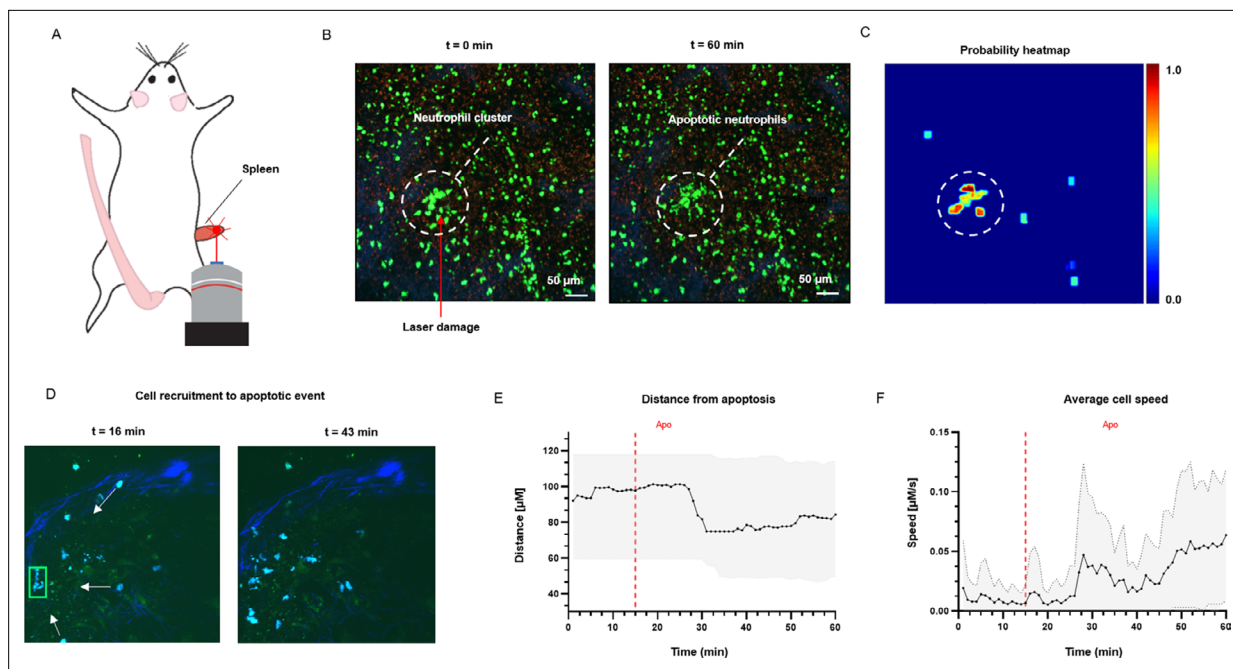 A
Spleen
B
t = 0 min
t = 60 min
Neutrophil cluster
Apoptotic neutrophils
50 µm
50 µm
Laser damage
C
Probability heatmap
1.0
0.0
D
Cell recruitment to apoptotic event
t = 16 min
t = 43 min
E
Distance from apoptosis
Apo
Distance [µM]
120
100
80
60
40
0
10
20
30
40
50
60
Time (min)
F
Average cell speed
Apo
Speed [µM/s]
0.15
0.10
0.05
0.00
0
10
20
30
40
50
60
Time (min)